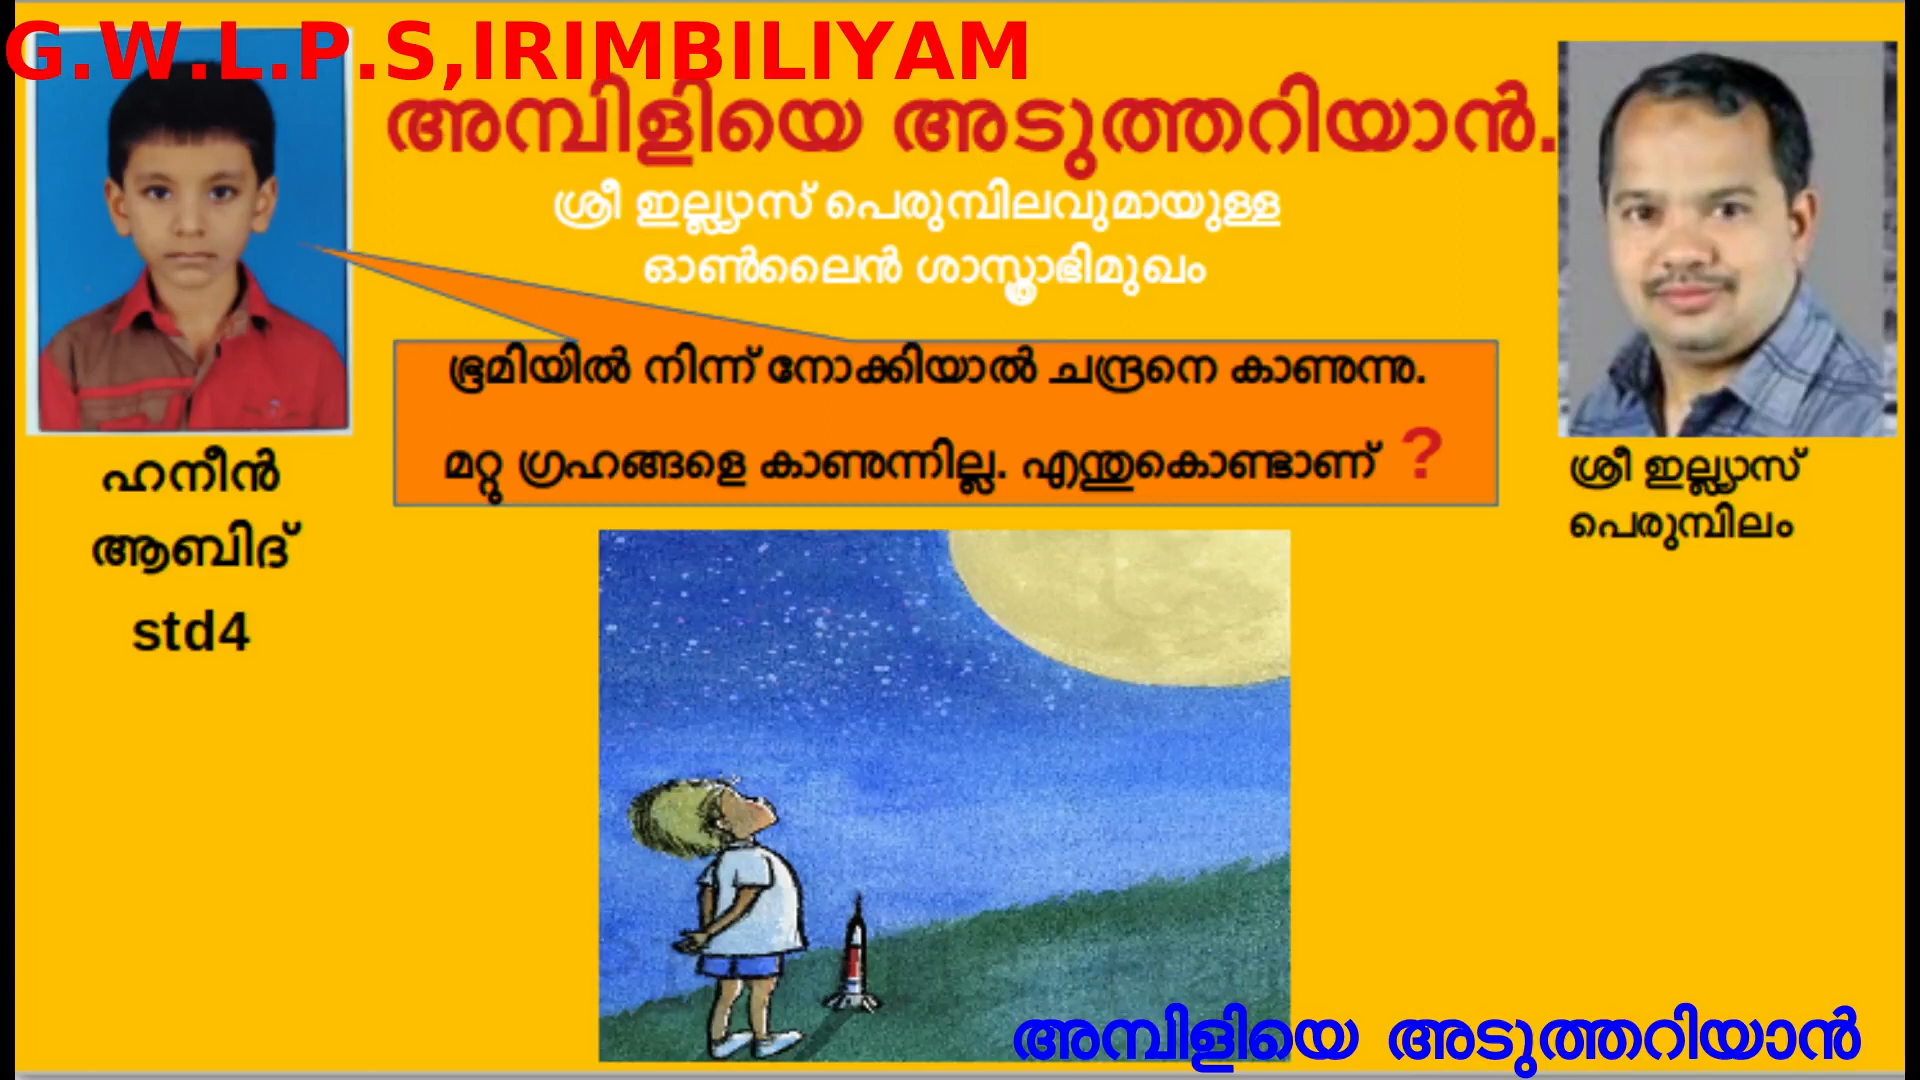 G.W.L.P.S,IRIMBILIYAM
അമ്പിളിയെ അടുത്തറിയാൻ.
ശ്രീ ഇല്ല്യാസ് പെരുമ്പിലവുമായുള്ള
ഓൺലൈൻ ശാസ്ത്രാഭിമുഖം
ഭൂമിയിൽ നിന്ന് നോക്കിയാൽ ചന്ദ്രനെ കാണുന്നു.
മറ്റു ഗ്രഹങ്ങളെ കാണുന്നില്ല. എന്തുകൊണ്ടാണ് ?
ഹനീൻ
ആബിദ്
std4
ശ്രീ ഇല്ല്യാസ്
പെരുമ്പിലം
അമ്പിളിയെ അടുത്തറിയാൻ